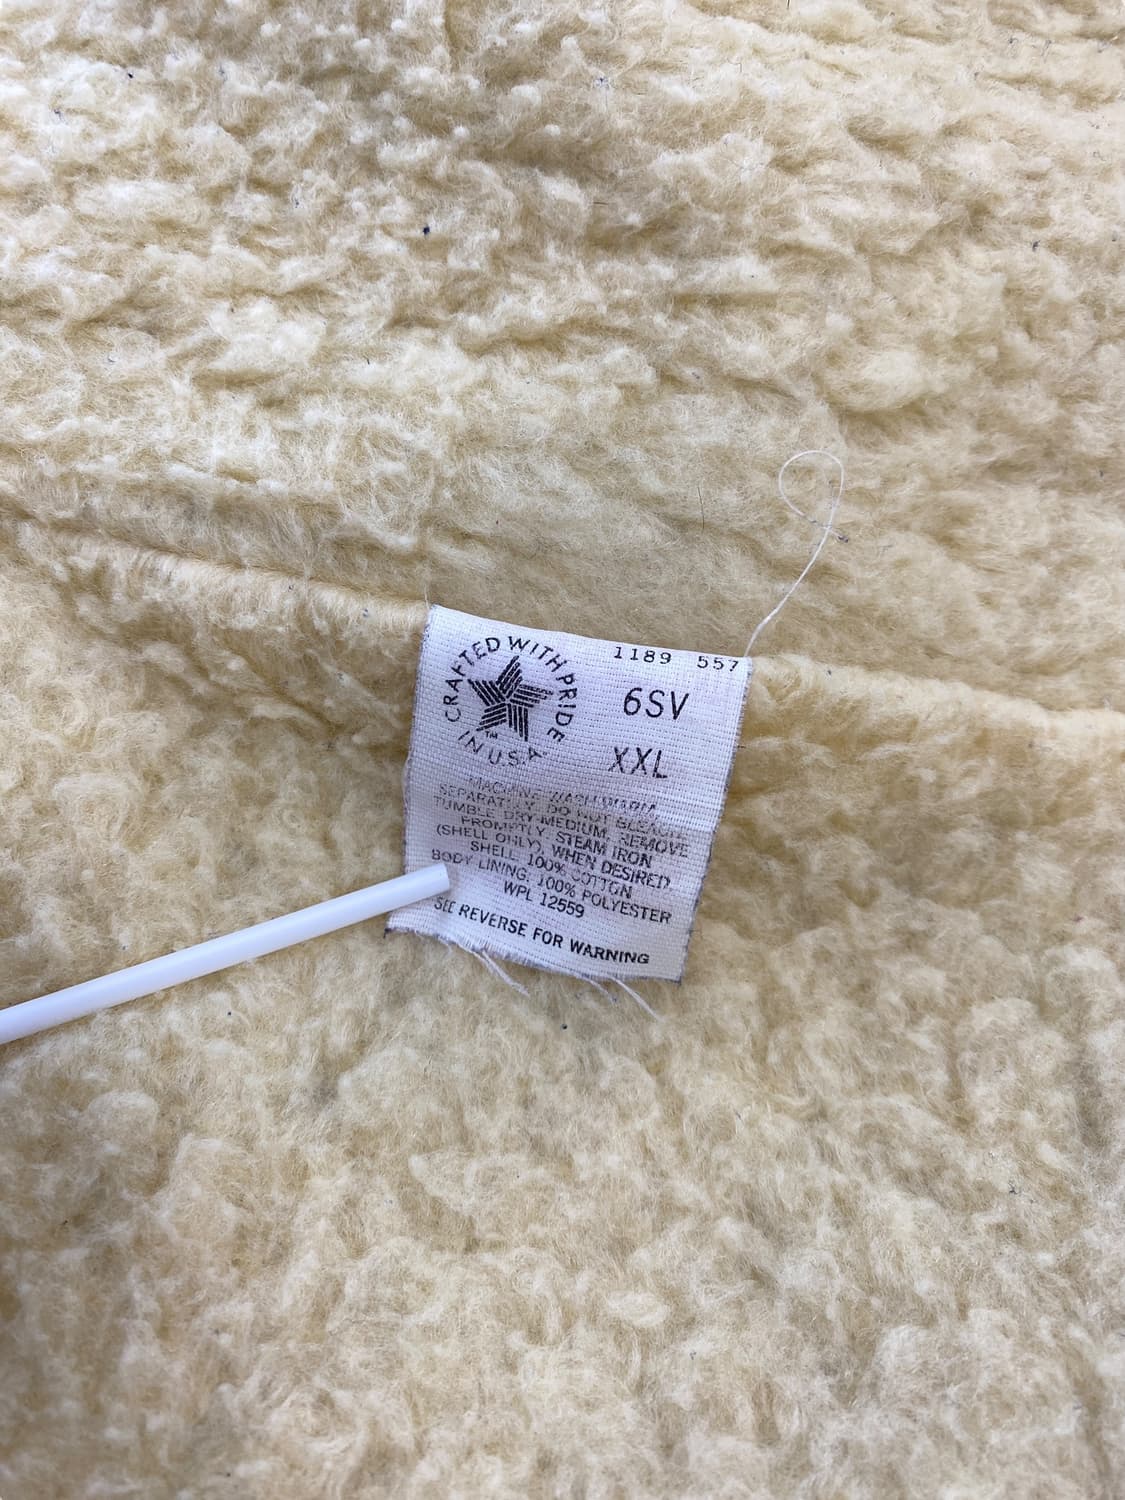 CRAFTED WITH PRIDE
IN U.S.A.
TM
1189 557
6SV
XXL
MACHINE WASH WARM
SEPARATELY. DO NOT BLEACH.
TUMBLE DRY-MEDIUM, REMOVE
PROMPTLY. STEAM IRON
(SHELL ONLY), WHEN DESIRED.
SHELL: 100% COTTON
BODY LINING: 100% POLYESTER
WPL 12559
SEE REVERSE FOR WARNING